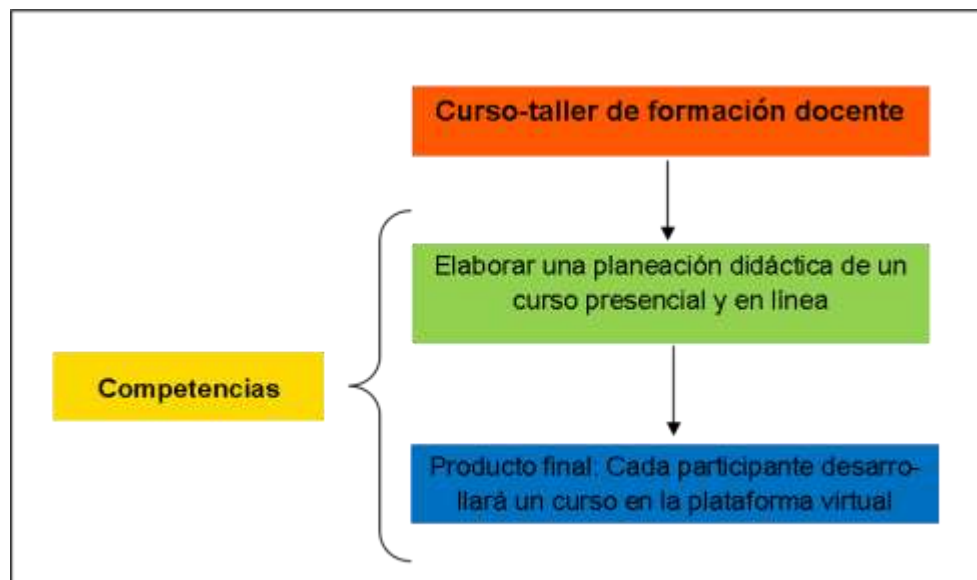 Curso-taller de formación docente
Elaborar una planeación didáctica de un
curso presencial y en línea
Competencias
Producto final: Cada participante desarro-
llará un curso en la plataforma virtual